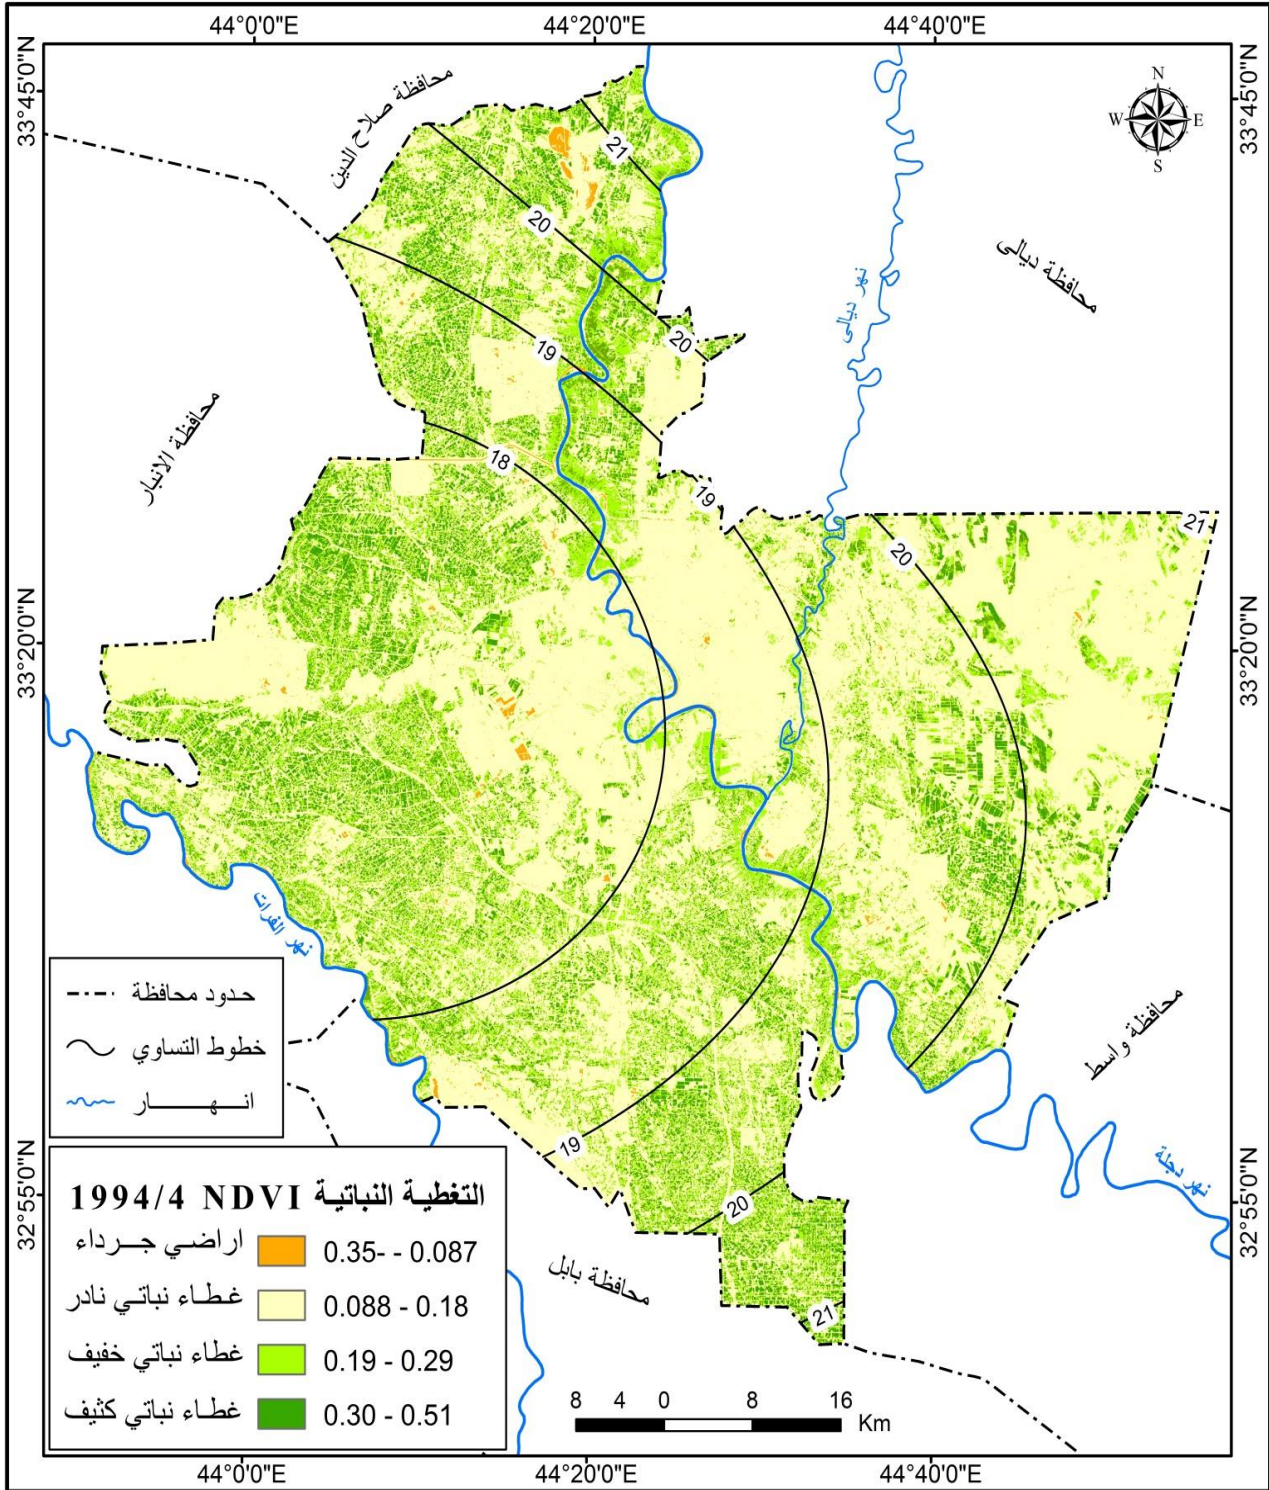 44°0'0"E
44°20'0"E
44°40'0"E
33°45'0"N
33°45'0"N
N
W
E
S
محافظة صلاح الدين
21
20
محافظة ديالى
نهر ديالى
20
19
محافظة الانبار
18
19
21
20
33°20'0"N
33°20'0"N
نهر الفرات
محافظة واسط
حدود محافظة
خطوط التساوي
انهار
19
نهر دجلة
32°55'0"N
32°55'0"N
20
محافظة بابل
21
التغطية النباتية 1994/4 NDVI
اراضي جرداء 0.35- - 0.087
غطاء نباتي نادر 0.088 - 0.18
غطاء نباتي خفيف 0.19 - 0.29
غطاء نباتي كثيف 0.30 - 0.51
8 4 0 8 16
Km
44°0'0"E
44°20'0"E
44°40'0"E